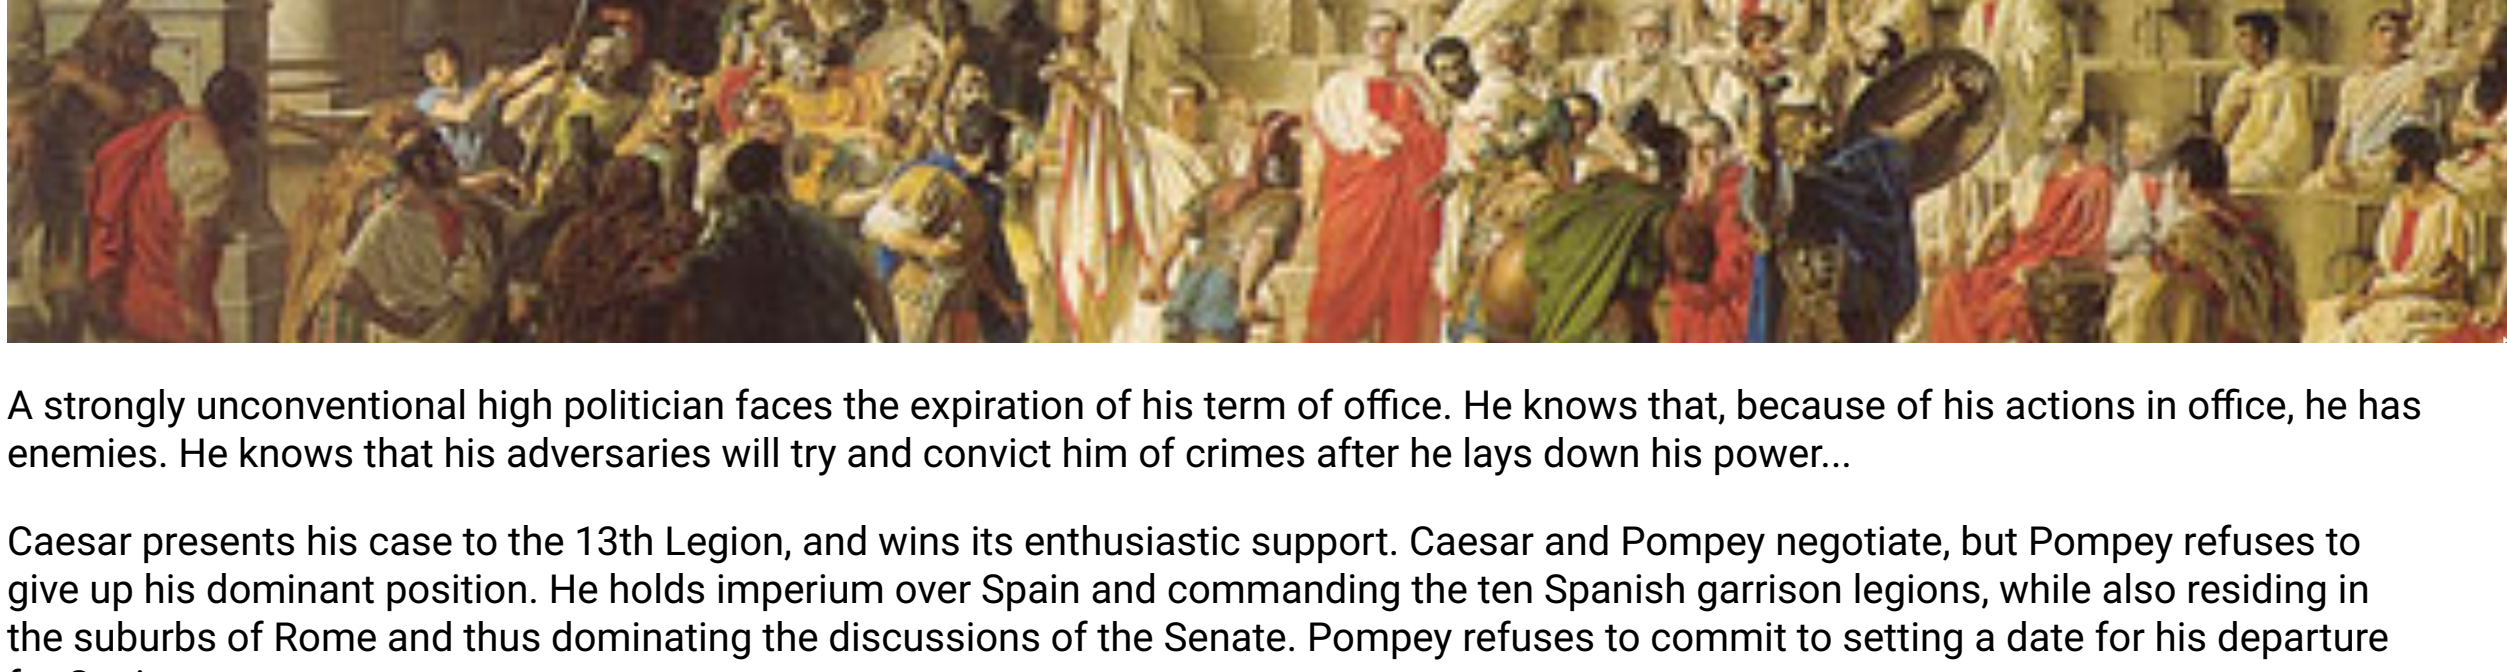 A strongly unconventional high politician faces the expiration of his term of office. He knows that, because of his actions in office, he has
enemies. He knows that his adversaries will try and convict him of crimes after he lays down his power...
Caesar presents his case to the 13th Legion, and wins its enthusiastic support. Caesar and Pompey negotiate, but Pompey refuses to
give up his dominant position. He holds imperium over Spain and commanding the ten Spanish garrison legions, while also residing in
the suburbs of Rome and thus dominating the discussions of the Senate. Pompey refuses to commit to setting a date for his departure